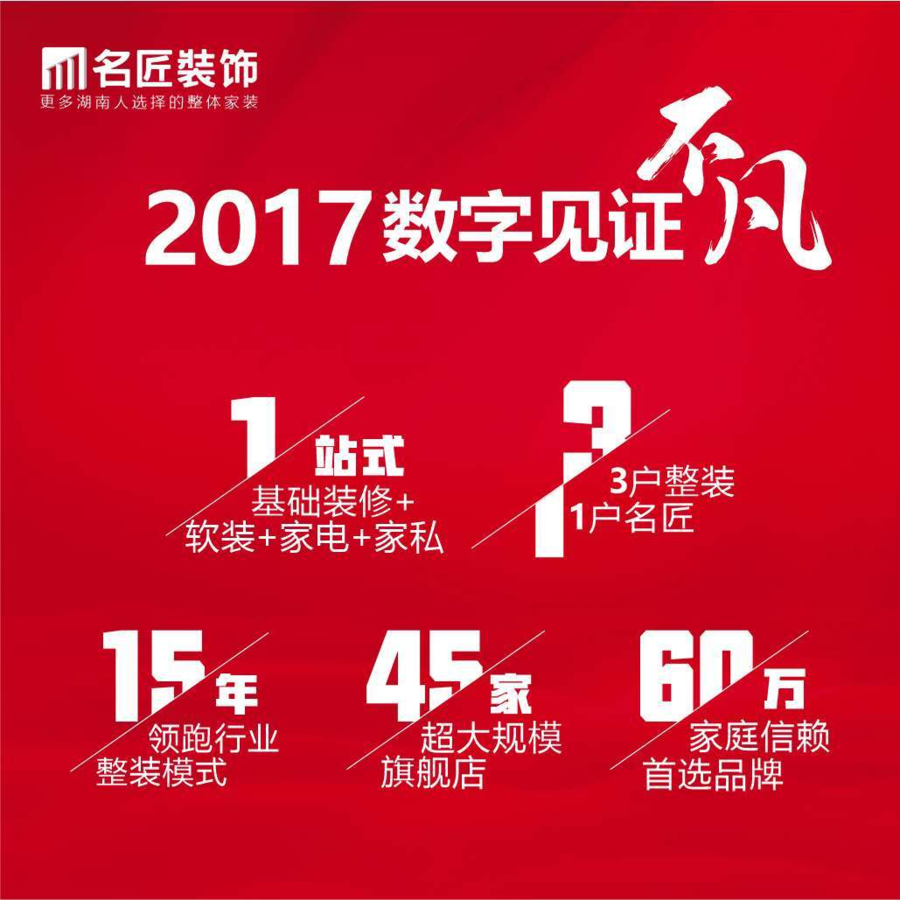 名匠装饰
更多湖南人选择的整体家装
2017数字见证不凡
1站式
基础装修+
软装+家电+家私
3
1
3户整装
1户名匠
15年
领跑行业
整装模式
45家
超大规模
旗舰店
60万
家庭信赖
首选品牌